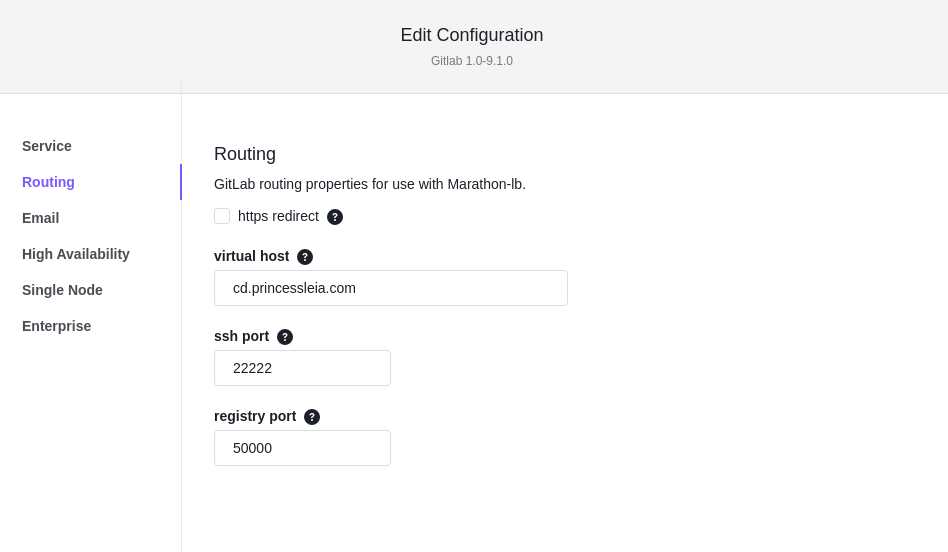 Edit Configuration
Gitlab 1.0-9.1.0
Service
Routing
Email
High Availability
Single Node
Enterprise
Routing
GitLab routing properties for use with Marathon-lb.
https redirect ?
virtual host ?
cd.princessleia.com
ssh port ?
22222
registry port ?
50000